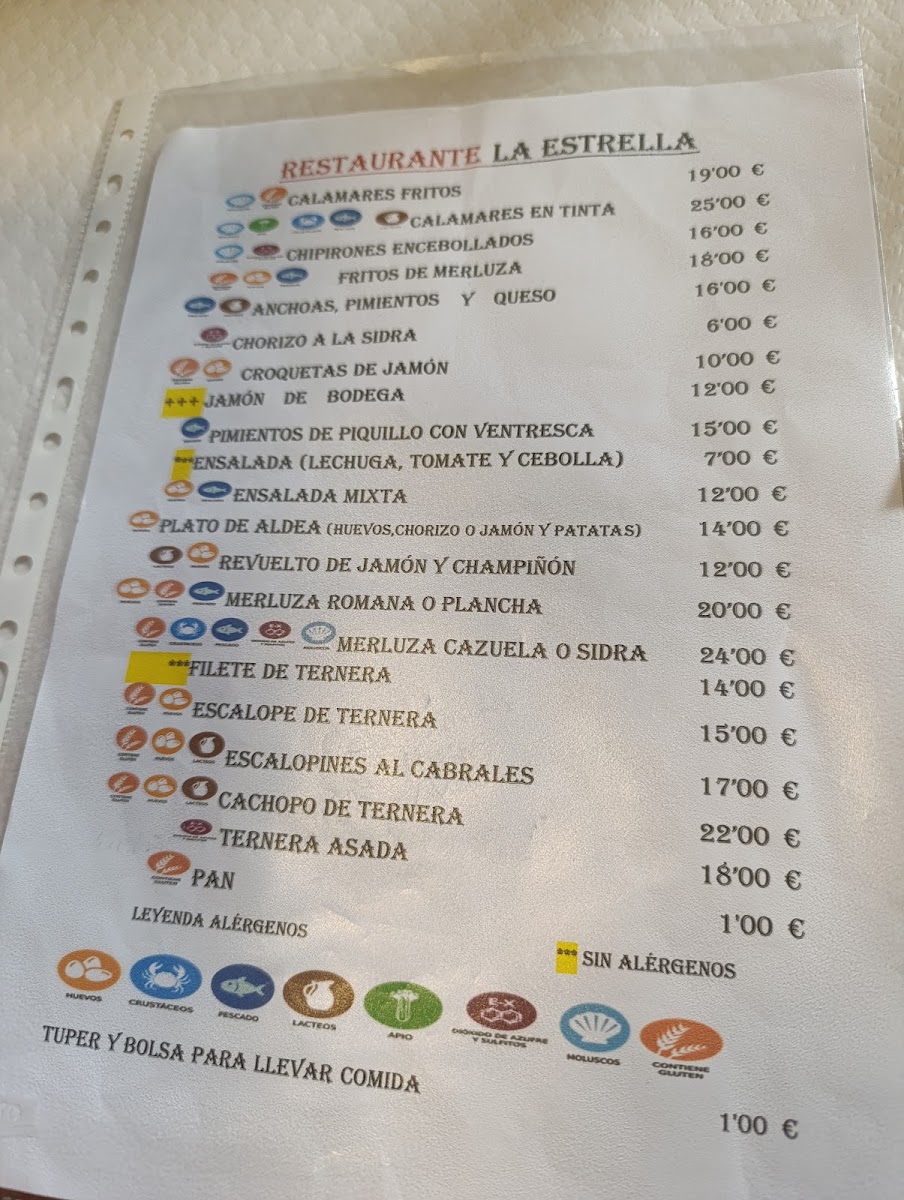 RESTAURANTE LA ESTRELLA
CALAMARES FRITOS 19'00 €
CALAMARES EN TINTA 25'00 €
CHIPIRONES ENCEBOLLADOS 16'00 €
FRITOS DE MERLUZA 18'00 €
ANCHOAS, PIMIENTOS Y QUESO 16'00 €
CHORIZO A LA SIDRA 6'00 €
CROQUETAS DE JAMÓN 10'00 €
+++ JAMÓN DE BODEGA 12'00 €
PIMIENTOS DE PIQUILLO CON VENTRESCA 15'00 €
***ENSALADA (LECHUGA, TOMATE Y CEBOLLA) 7'00 €
ENSALADA MIXTA 12'00 €
PLATO DE ALDEA (HUEVOS,CHORIZO O JAMÓN Y PATATAS) 14'00 €
REVUELTO DE JAMÓN Y CHAMPIÑÓN 12'00 €
MERLUZA ROMANA O PLANCHA 20'00 €
MERLUZA CAZUELA O SIDRA 24'00 €
***FILETE DE TERNERA 14'00 €
ESCALOPE DE TERNERA 15'00 €
ESCALOPINES AL CABRALES 17'00 €
CACHOPO DE TERNERA 22'00 €
TERNERA ASADA 18'00 €
CONTIENE GLUTEN PAN 1'00 €
LEYENDA ALÉRGENOS
*** SIN ALÉRGENOS
HUEVOS CRUSTÁCEOS PESCADO LACTEOS APIO E-X DIÓXIDO DE AZUFRE Y SULFITOS MOLUSCOS CONTIENE GLUTEN
TUPER Y BOLSA PARA LLEVAR COMIDA 1'00 €